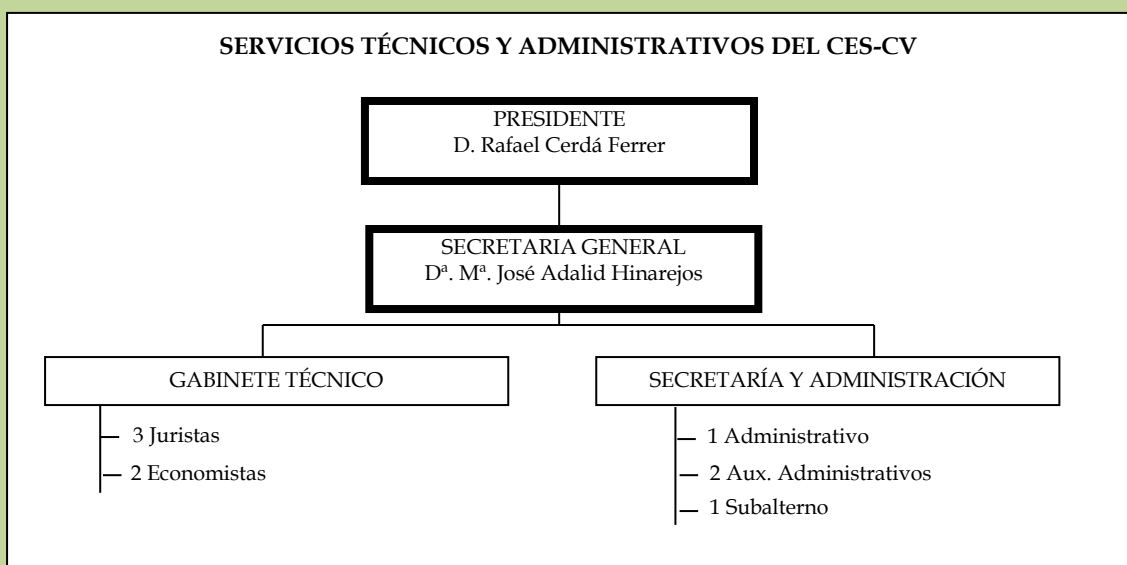 SERVICIOS TÉCNICOS Y ADMINISTRATIVOS DEL CES-CV
PRESIDENTE
D. Rafael Cerdá Ferrer
SECRETARIA GENERAL
Dª. Mª. José Adalid Hinarejos
GABINETE TÉCNICO
3 Juristas
2 Economistas
SECRETARÍA Y ADMINISTRACIÓN
1 Administrativo
2 Aux. Administrativos
1 Subalterno